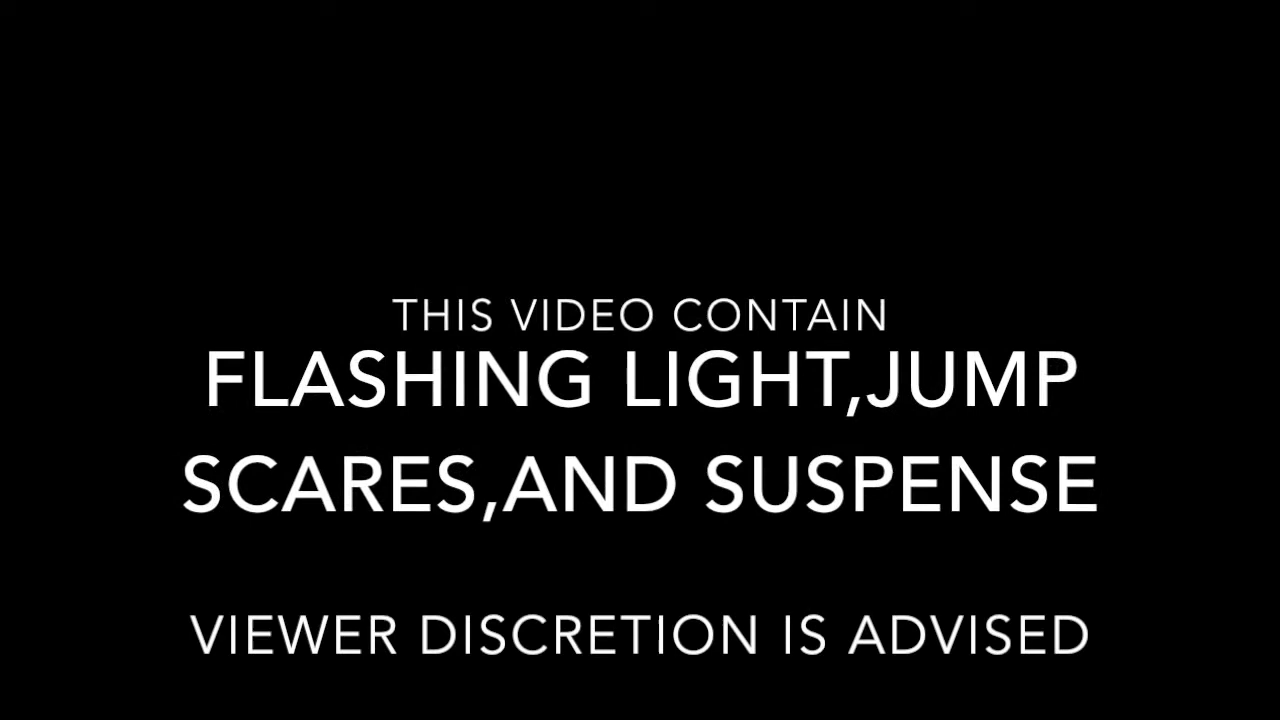 THIS VIDEO CONTAIN
FLASHING LIGHT,JUMP
SCARES,AND SUSPENSE
VIEWER DISCRETION IS ADVISED